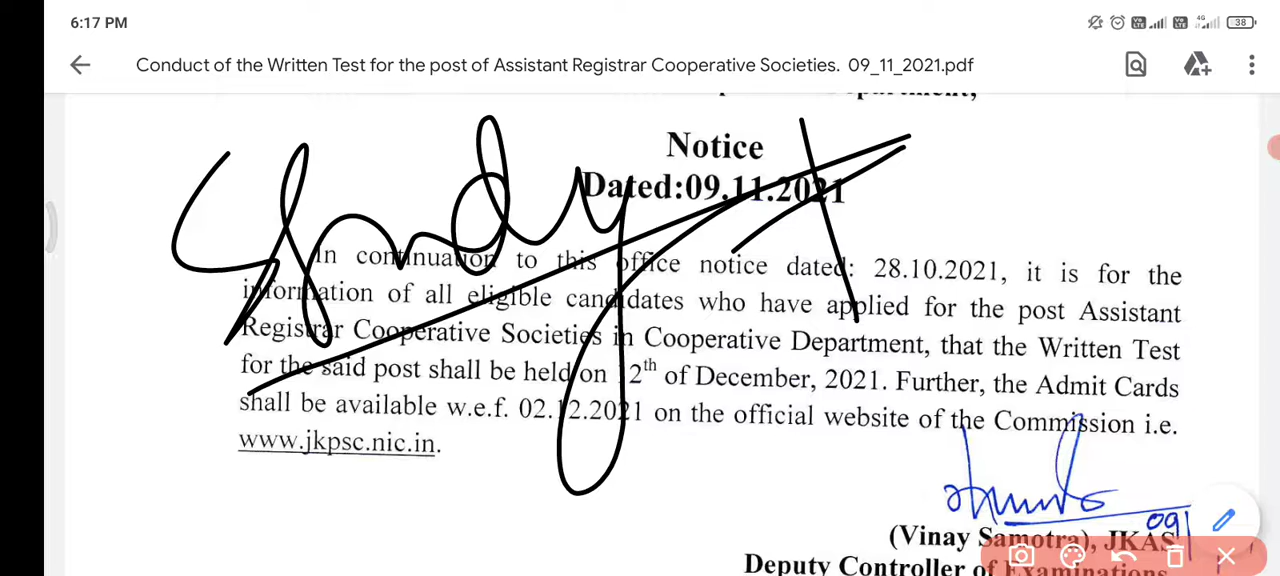 6:17 PM
38
Conduct of the Written Test for the post of Assistant Registrar Cooperative Societies. 09_11_2021.pdf
Notice
Dated:09.11.2021
In continuation to this office notice dated: 28.10.2021, it is for the
information of all eligible candidates who have applied for the post Assistant
Registrar Cooperative Societies in Cooperative Department, that the Written Test
for the said post shall be held on 12th of December, 2021. Further, the Admit Cards
shall be available w.e.f. 02.12.2021 on the official website of the Commission i.e.
www.jkpsc.nic.in.
09
(Vinay Samotra), JKAS
Deputy Controller of Examinations